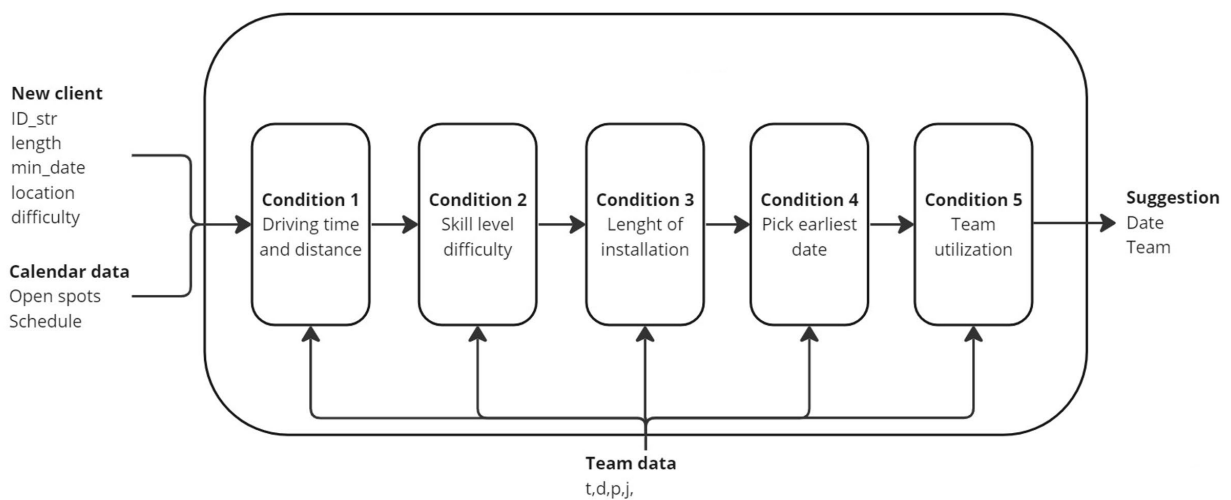 New client
ID_str
length
min_date
location
difficulty
Calendar data
Open spots
Schedule
Condition 1
Driving time
and distance
Condition 2
Skill level
difficulty
Condition 3
Lenght of
installation
Condition 4
Pick earliest
date
Condition 5
Team
utilization
Suggestion
Date
Team
Team data
t,d,p,j,